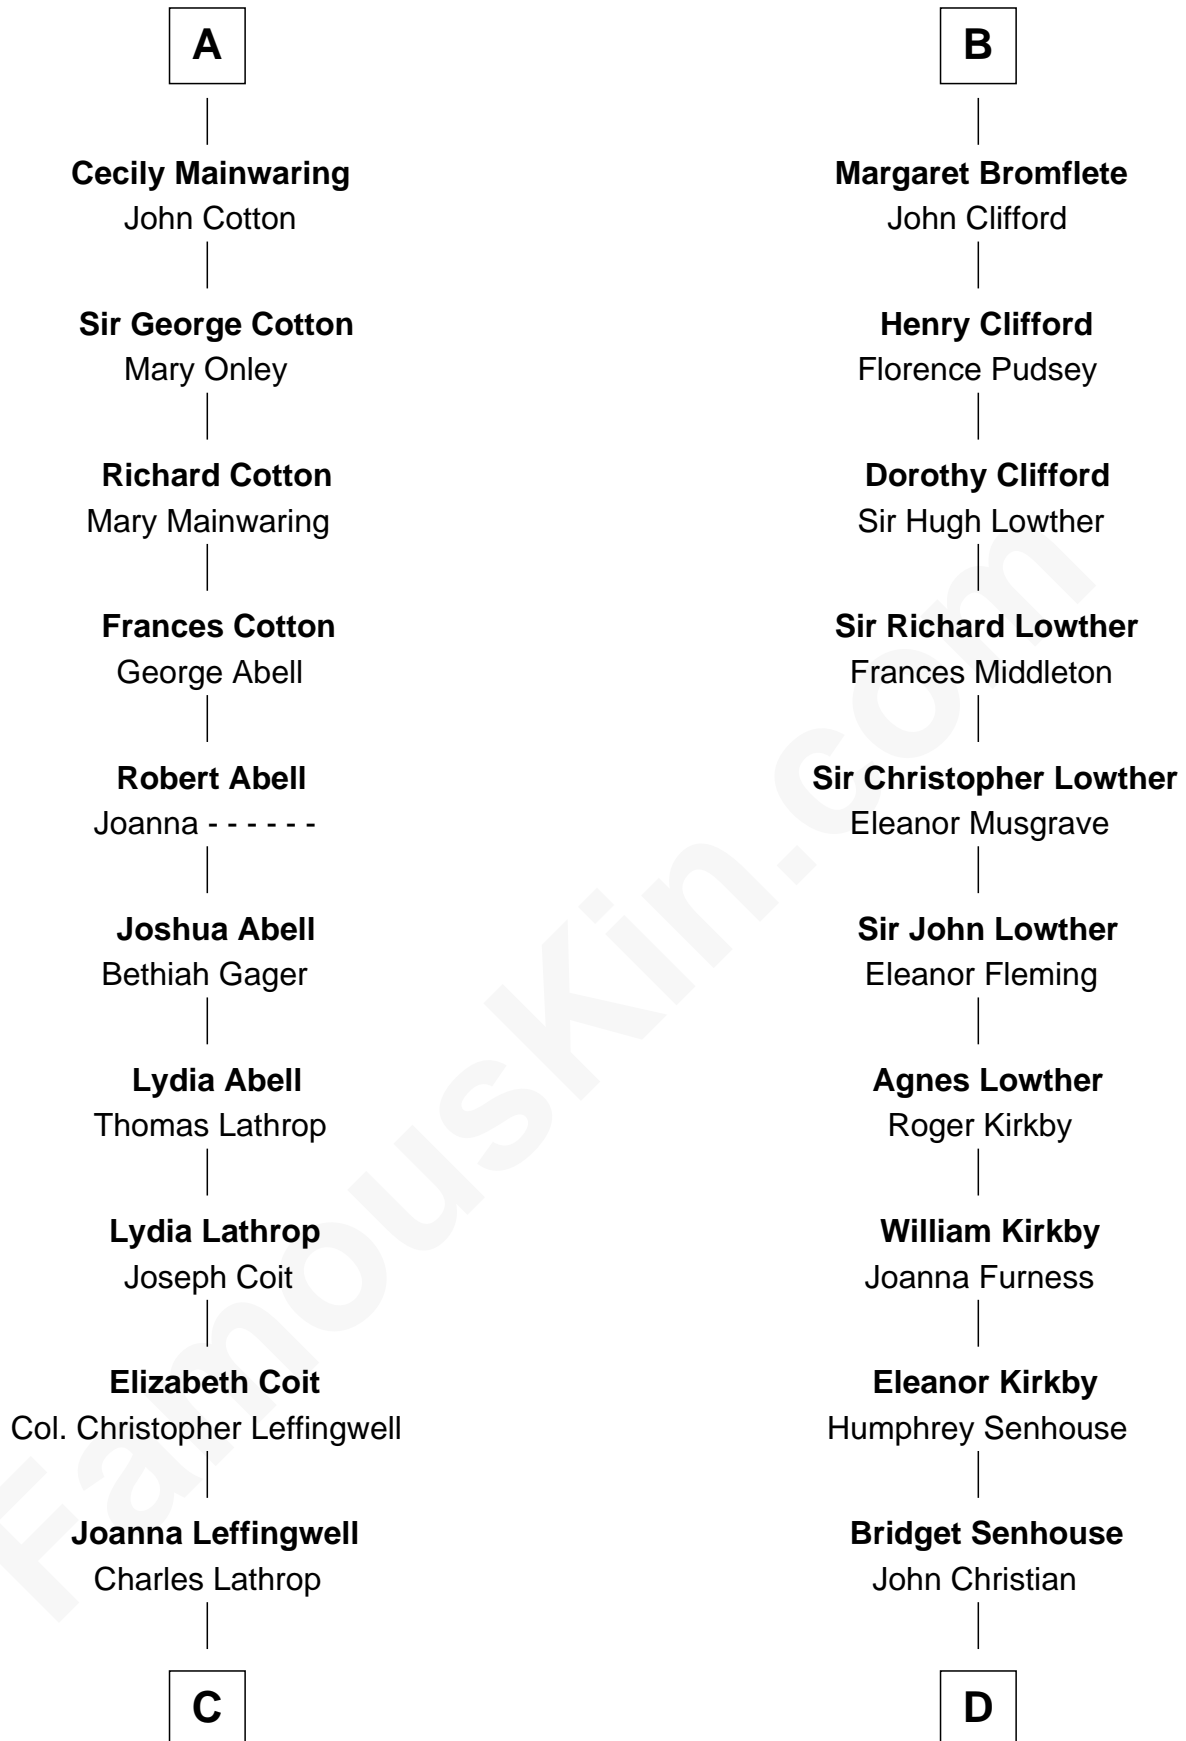 A
Cecily Mainwaring
John Cotton
Sir George Cotton
Mary Onley
Richard Cotton
Mary Mainwaring
Frances Cotton
George Abell
Robert Abell
Joanna - - - - - -
Joshua Abell
Bethiah Gager
Lydia Abell
Thomas Lathrop
Lydia Lathrop
Joseph Coit
Elizabeth Coit
Col. Christopher Leffingwell
Joanna Leffingwell
Charles Lathrop
C
B
Margaret Bromflete
John Clifford
Henry Clifford
Florence Pudsey
Dorothy Clifford
Sir Hugh Lowther
Sir Richard Lowther
Frances Middleton
Sir Christopher Lowther
Eleanor Musgrave
Sir John Lowther
Eleanor Fleming
Agnes Lowther
Roger Kirkby
William Kirkby
Joanna Furness
Eleanor Kirkby
Humphrey Senhouse
Bridget Senhouse
John Christian
D
FamousKin.com